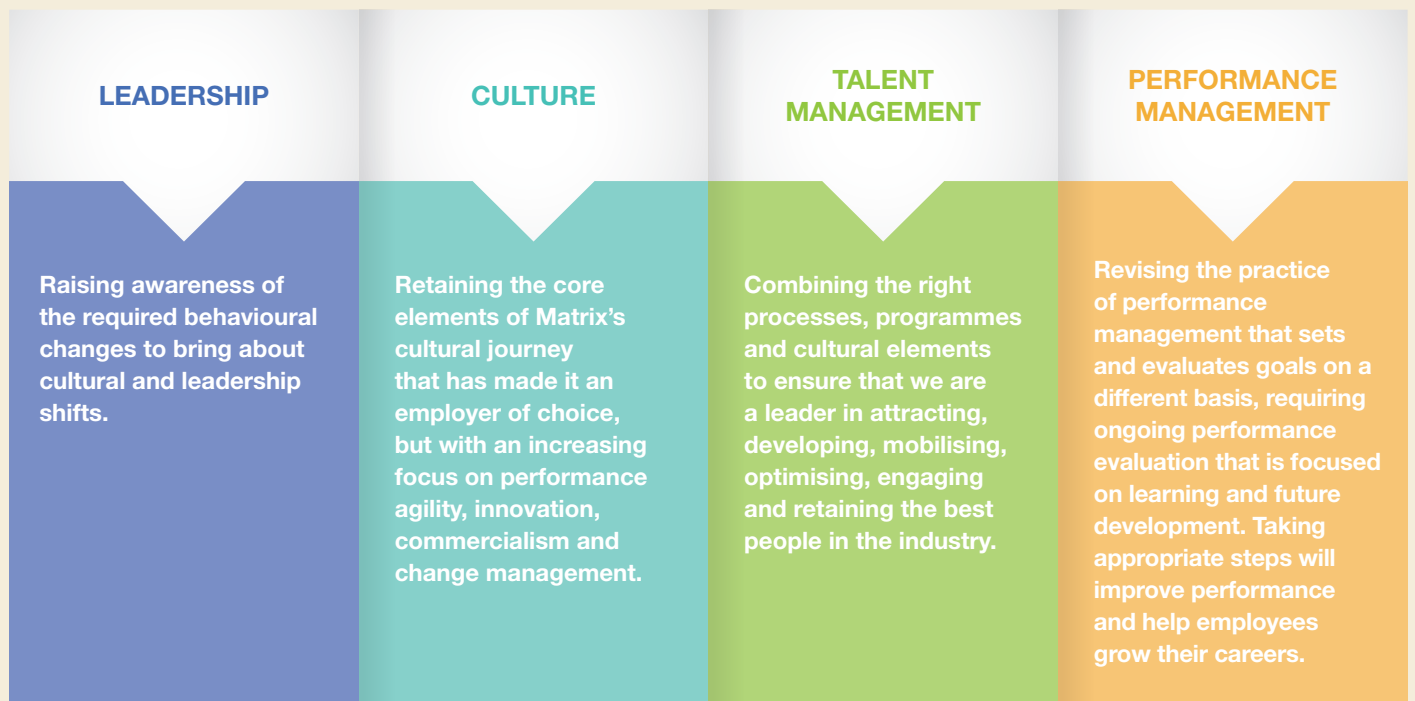 LEADERSHIP
Raising awareness of
the required behavioural
changes to bring about
cultural and leadership
shifts.
CULTURE
Retaining the core
elements of Matrix’s
cultural journey
that has made it an
employer of choice,
but with an increasing
focus on performance
agility, innovation,
commercialism and
change management.
TALENT
MANAGEMENT
Combining the right
processes, programmes
and cultural elements
to ensure that we are
a leader in attracting,
developing, mobilising,
optimising, engaging
and retaining the best
people in the industry.
PERFORMANCE
MANAGEMENT
Revising the practice
of performance
management that sets
and evaluates goals on a
different basis, requiring
ongoing performance
evaluation that is focused
on learning and future
development. Taking
appropriate steps will
improve performance
and help employees
grow their careers.